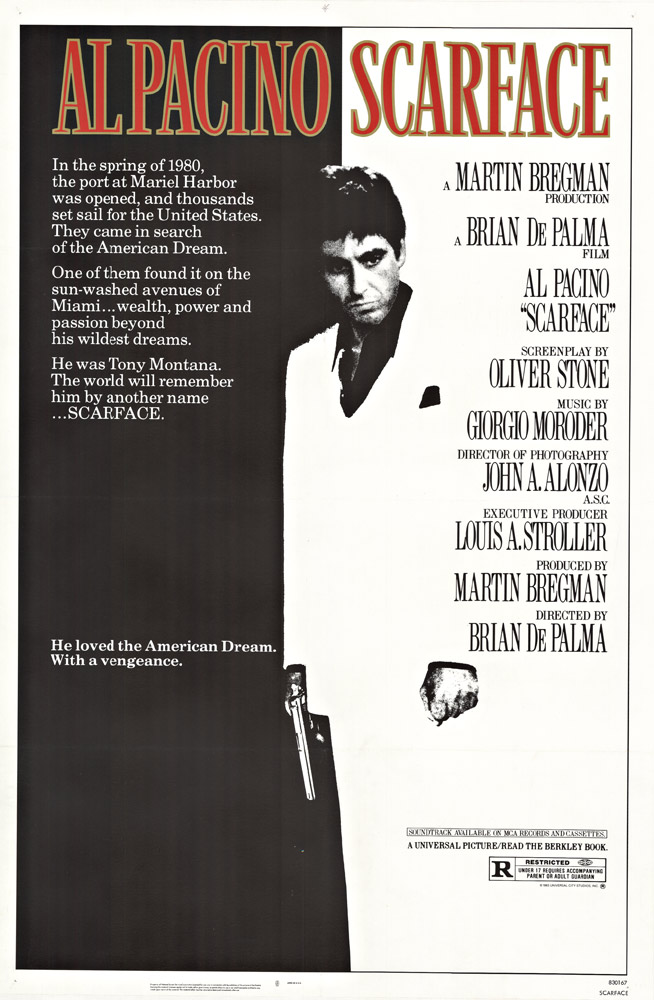 AL PACINO SCARFACE
In the spring of 1980,
the port at Mariel Harbor
was opened, and thousands
set sail for the United States.
They came in search
of the American Dream.
One of them found it on the
sun-washed avenues of
Miami...wealth, power and
passion beyond
his wildest dreams.
He was Tony Montana.
The world will remember
him by another name
...SCARFACE.
He loved the American Dream.
With a vengeance.
A MARTIN BREGMAN
PRODUCTION
A BRIAN DE PALMA
FILM
AL PACINO
“SCARFACE”
SCREENPLAY BY
OLIVER STONE
MUSIC BY
GIORGIO MORODER
DIRECTOR OF PHOTOGRAPHY
JOHN A. ALONZO
A.S.C.
EXECUTIVE PRODUCER
LOUIS A. STROLLER
PRODUCED BY
MARTIN BREGMAN
DIRECTED BY
BRIAN DE PALMA
SOUNDTRACK AVAILABLE ON MCA RECORDS AND CASSETTES.
A UNIVERSAL PICTURE/READ THE BERKLEY BOOK.
R RESTRICTED
UNDER 17 REQUIRES ACCOMPANYING
PARENT OR ADULT GUARDIAN
© 1983 UNIVERSAL CITY STUDIOS, INC.
830167
SCARFACE